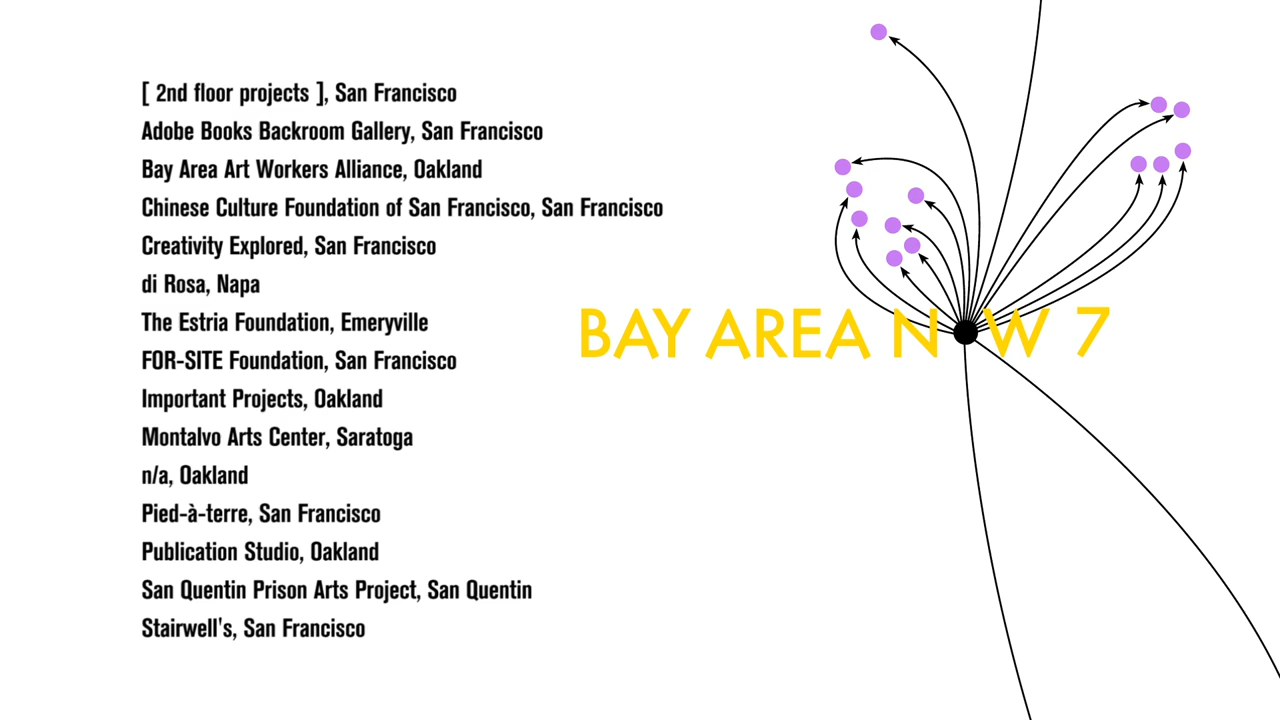 [ 2nd floor projects ], San Francisco
Adobe Books Backroom Gallery, San Francisco
Bay Area Art Workers Alliance, Oakland
Chinese Culture Foundation of San Francisco, San Francisco
Creativity Explored, San Francisco
di Rosa, Napa
The Estria Foundation, Emeryville
FOR-SITE Foundation, San Francisco
Important Projects, Oakland
Montalvo Arts Center, Saratoga
n/a, Oakland
Pied-à-terre, San Francisco
Publication Studio, Oakland
San Quentin Prison Arts Project, San Quentin
Stairwell's, San Francisco
BAY AREA N W 7